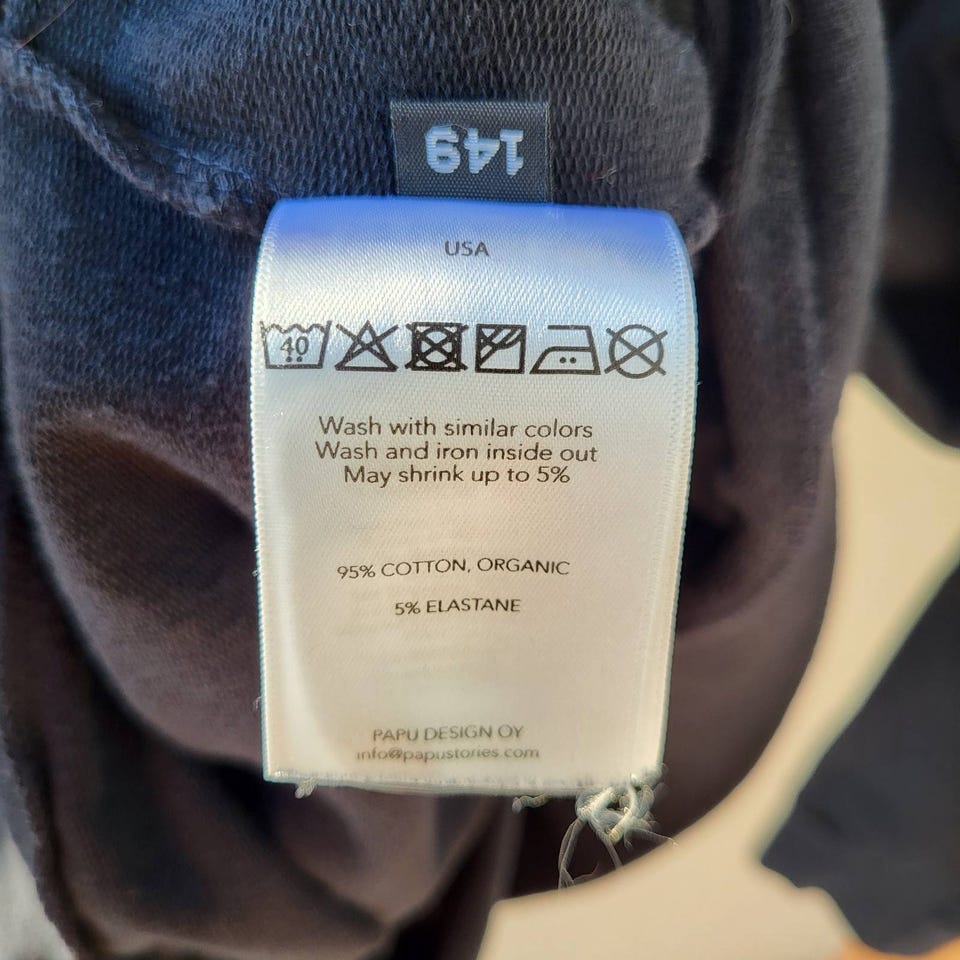 149
USA
40
Wash with similar colors
Wash and iron inside out
May shrink up to 5%
95% COTTON, ORGANIC
5% ELASTANE
PAPU DESIGN OY
info@papustories.com